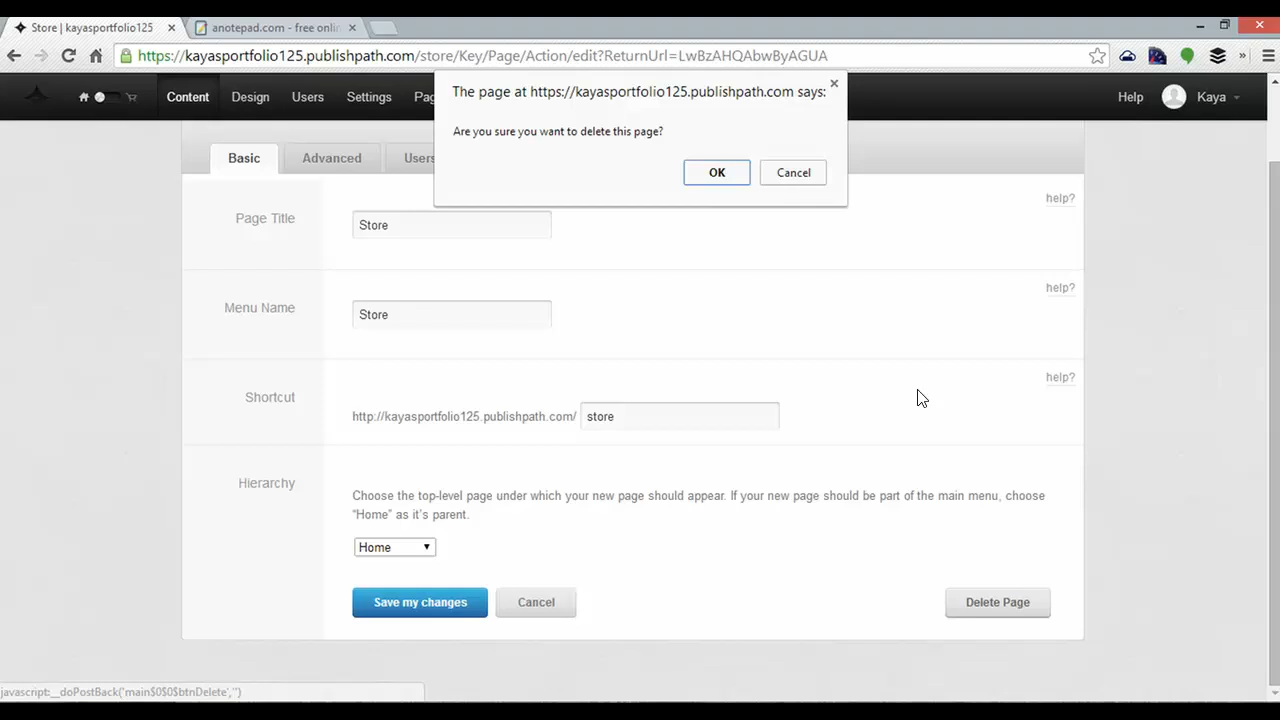 Store | kayasportfolio125
anotepad.com - free onlin
https://kayasportfolio125.publishpath.com/store/Key/Page/Action/edit?ReturnUrl=LwBzAHQAbwByAGUA
The page at https://kayasportfolio125.publishpath.com says:
Are you sure you want to delete this page?
OK
Cancel
Content
Design
Users
Settings
Pag
Help
Kaya
Basic
Advanced
Users
help?
Page Title
Store
help?
Menu Name
Store
help?
Shortcut
http://kayasportfolio125.publishpath.com/
store
Hierarchy
Choose the top-level page under which your new page should appear. If your new page should be part of the main menu, choose
“Home” as it's parent.
Home
Save my changes
Cancel
Delete Page
javascript:__doPostBack('main$0$0$btnDelete','')